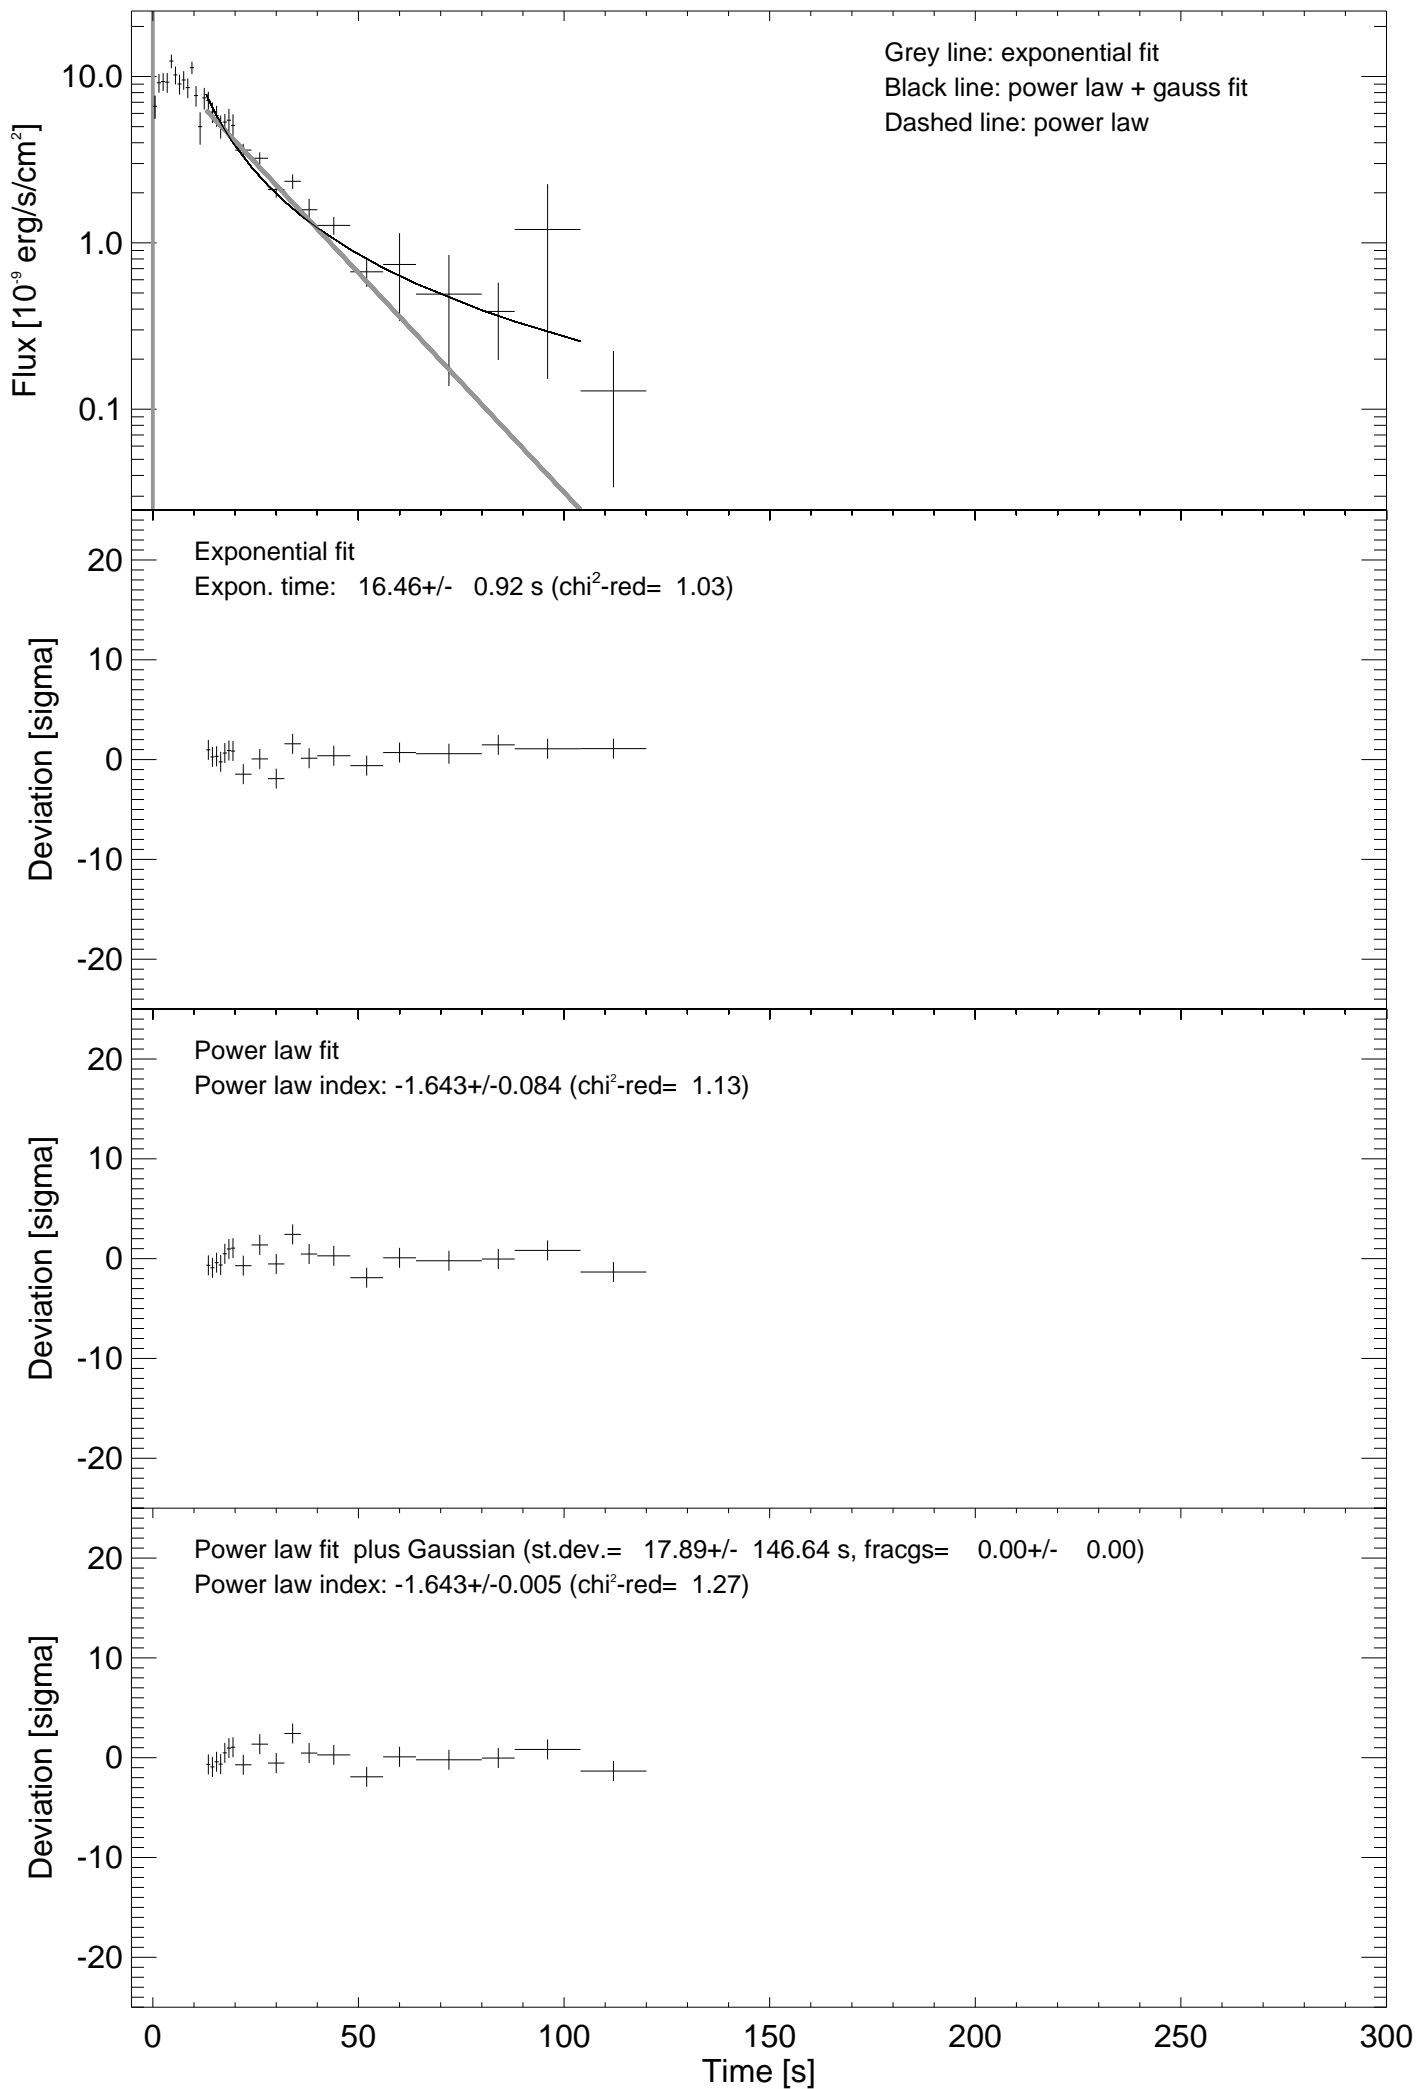 Grey line: exponential fit
Black line: power law + gauss fit
Dashed line: power law
10.0
1.0
0.1
Flux [10⁻⁹ erg/s/cm²]
Exponential fit
Expon. time: 16.46+/- 0.92 s (chi²-red= 1.03)
20
10
0
-10
-20
Deviation [sigma]
Power law fit
Power law index: -1.643+/-0.084 (chi²-red= 1.13)
20
10
0
-10
-20
Deviation [sigma]
Power law fit plus Gaussian (st.dev.= 17.89+/- 146.64 s, fracgs= 0.00+/- 0.00)
Power law index: -1.643+/-0.005 (chi²-red= 1.27)
20
10
0
-10
-20
Deviation [sigma]
0 50 100 150 200 250 300
Time [s]